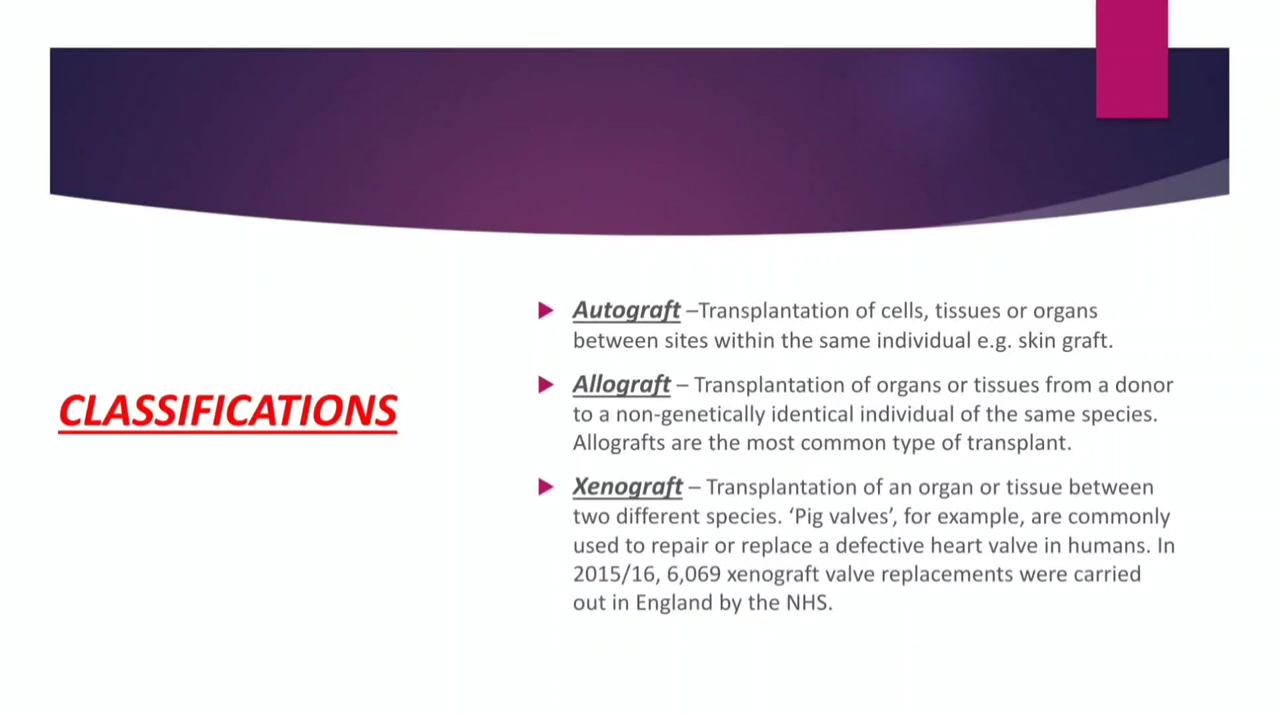 CLASSIFICATIONS
Autograft –Transplantation of cells, tissues or organs
between sites within the same individual e.g. skin graft.
Allograft – Transplantation of organs or tissues from a donor
to a non-genetically identical individual of the same species.
Allografts are the most common type of transplant.
Xenograft – Transplantation of an organ or tissue between
two different species. ‘Pig valves’, for example, are commonly
used to repair or replace a defective heart valve in humans. In
2015/16, 6,069 xenograft valve replacements were carried
out in England by the NHS.